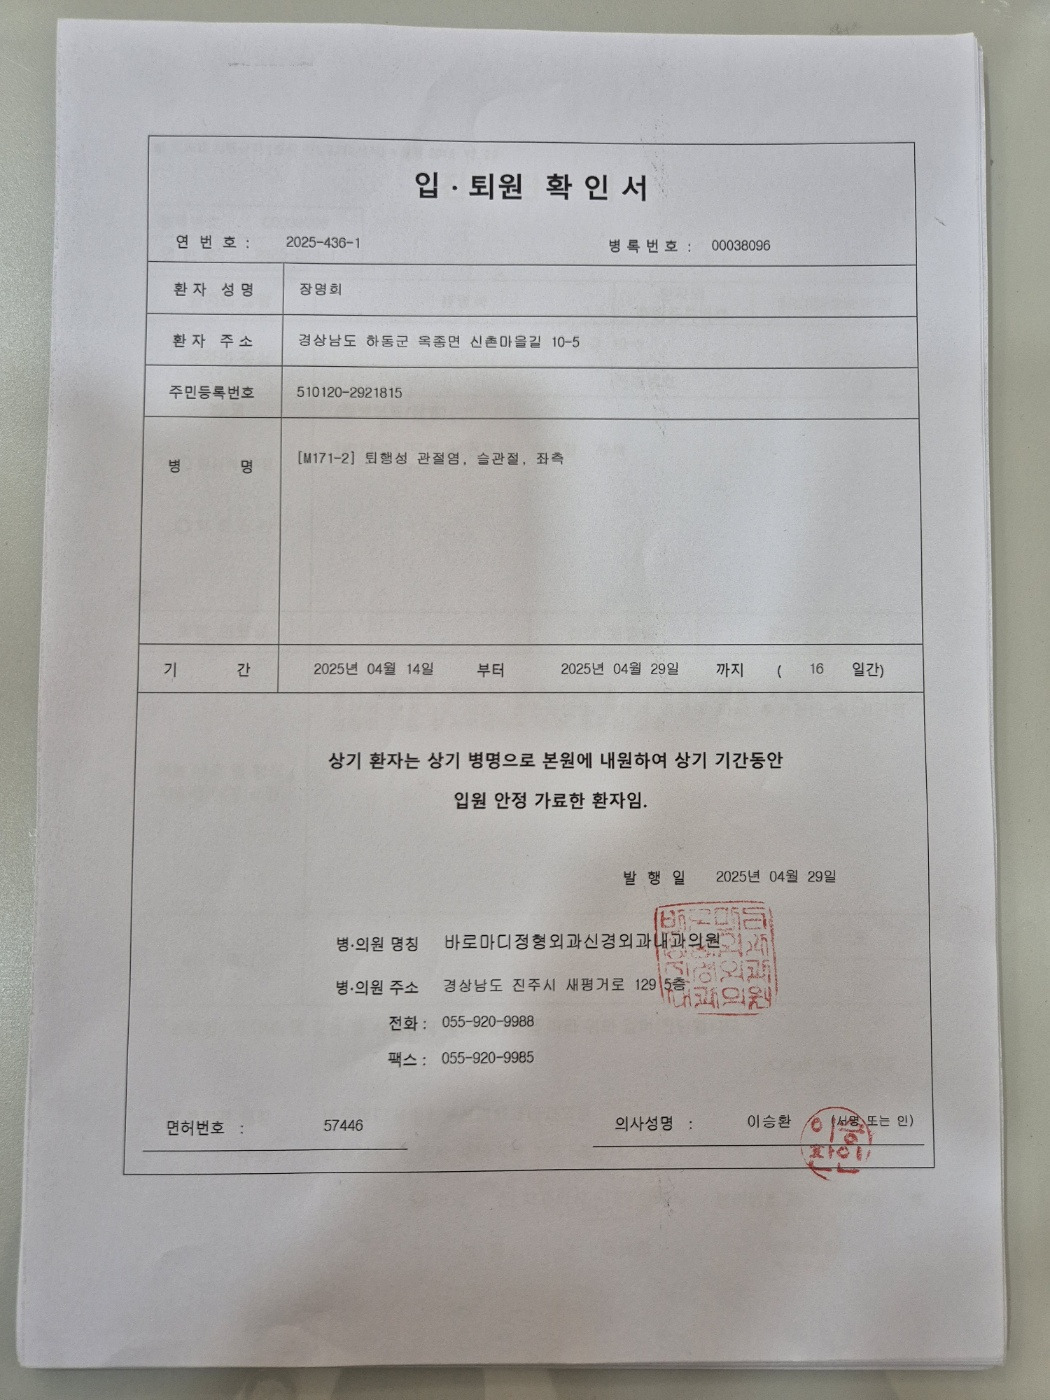 입 · 퇴원 확 인 서
연 번 호 : 2025-436-1 병 록 번 호 : 00038096
환 자 성 명 장명희
환 자 주 소 경상남도 하동군 옥종면 신촌마을길 10-5
주민등록번호 510120-2921815
병 명 [M171-2] 퇴행성 관절염, 슬관절, 좌측
기 간 2025년 04월 14일 부터 2025년 04월 29일 까지 ( 16 일간)
상기 환자는 상기 병명으로 본원에 내원하여 상기 기간동안
입원 안정 가료한 환자임.
발 행 일 2025년 04월 29일
병·의원 명칭 바로마디정형외과신경외과내과의원
병·의원 주소 경상남도 진주시 새평거로 129 5층
전화 : 055-920-9988
팩스 : 055-920-9985
면허번호 : 57446 의사성명 : 이승환 (서명 또는 인)